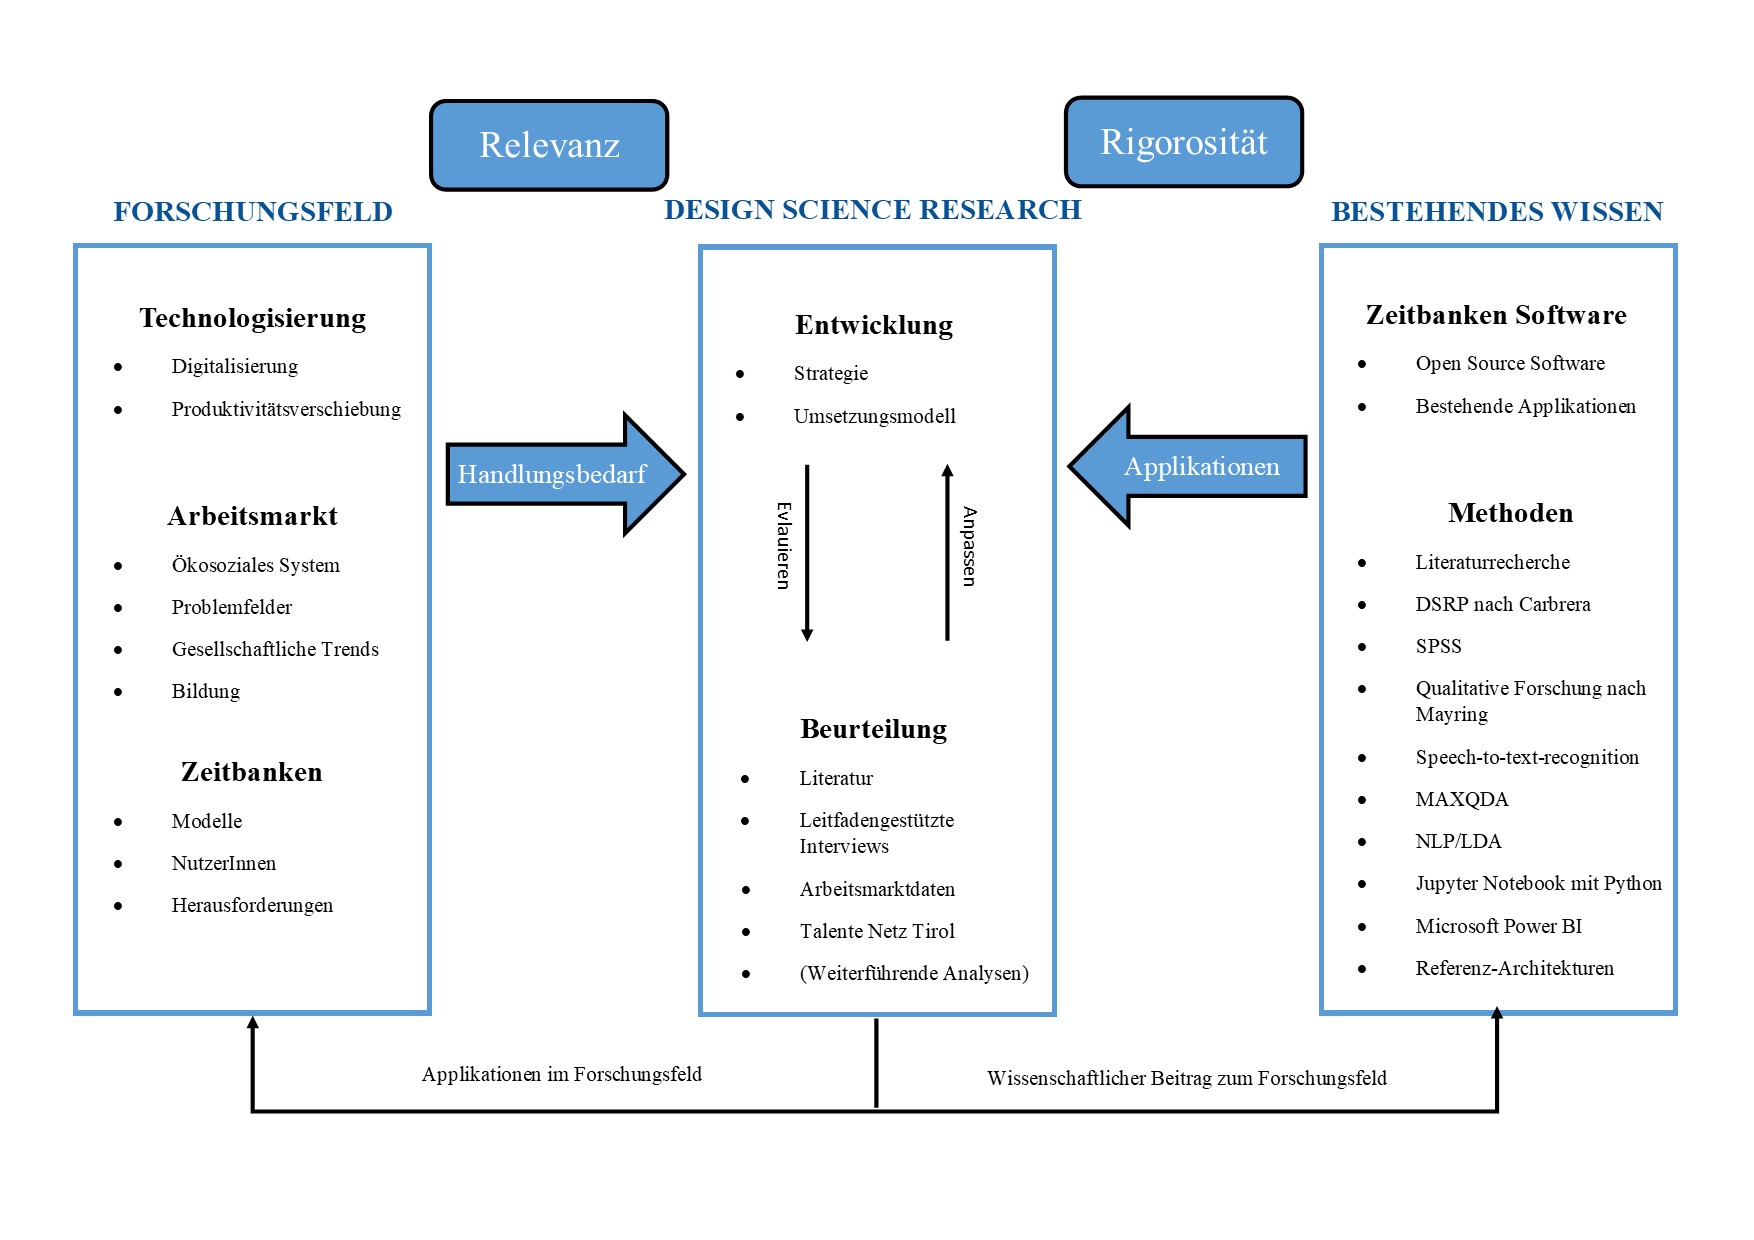 Relevanz
Rigorosität
FORSCHUNGSFELD
DESIGN SCIENCE RESEARCH
BESTEHENDES WISSEN
Technologisierung
• Digitalisierung
• Produktivitätsverschiebung
Arbeitsmarkt
• Ökosoziales System
• Problemfelder
• Gesellschaftliche Trends
• Bildung
Zeitbanken
• Modelle
• NutzerInnen
• Herausforderungen
Handlungsbedarf
Entwicklung
• Strategie
• Umsetzungsmodell
Evlauieren
Anpassen
Beurteilung
• Literatur
• Leitfadengestützte
Interviews
• Arbeitsmarktdaten
• Talente Netz Tirol
• (Weiterführende Analysen)
Applikationen
Zeitbanken Software
• Open Source Software
• Bestehende Applikationen
Methoden
• Literaturrecherche
• DSRP nach Carbrera
• SPSS
• Qualitative Forschung nach
Mayring
• Speech-to-text-recognition
• MAXQDA
• NLP/LDA
• Jupyter Notebook mit Python
• Microsoft Power BI
• Referenz-Architekturen
Applikationen im Forschungsfeld
Wissenschaftlicher Beitrag zum Forschungsfeld